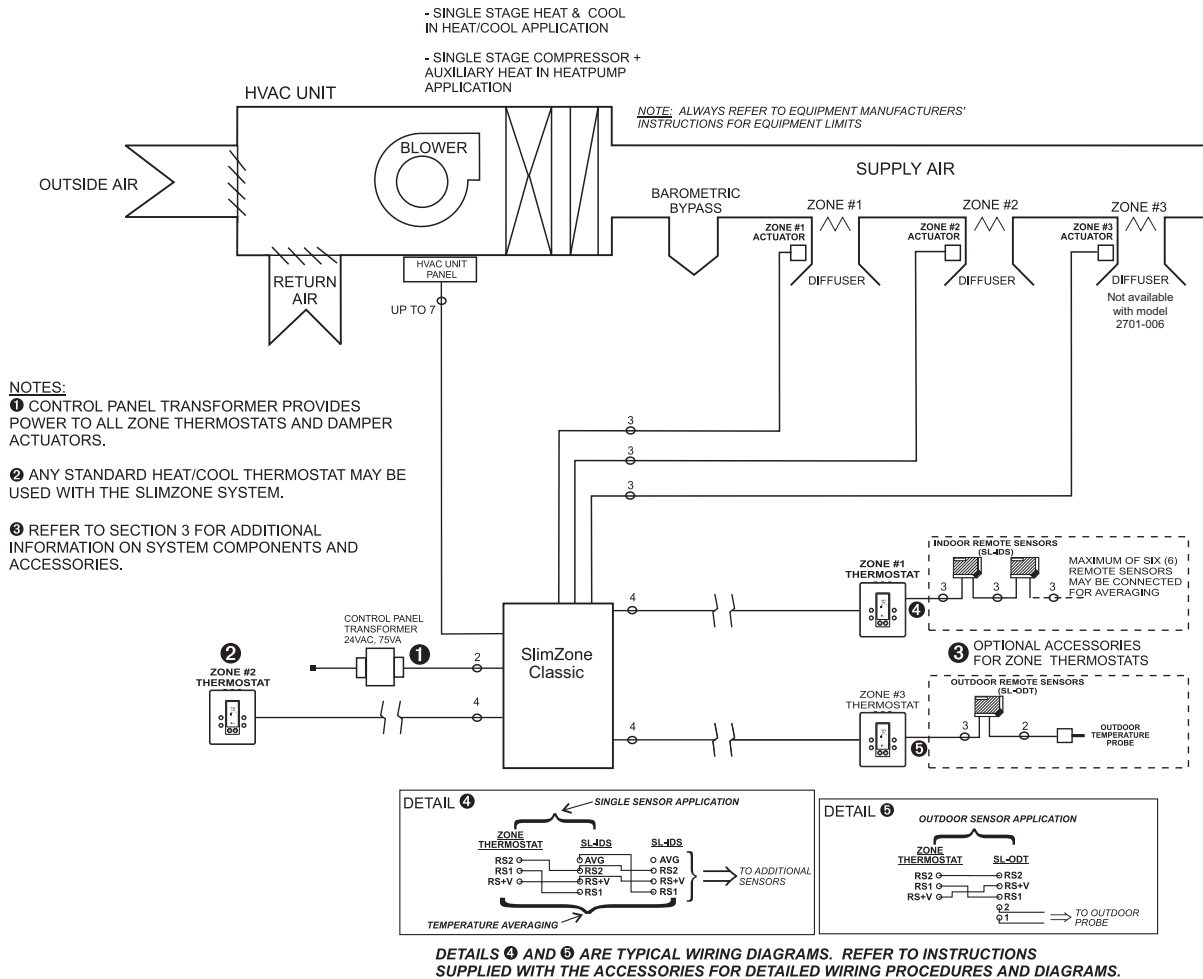 - SINGLE STAGE HEAT & COOL
IN HEAT/COOL APPLICATION
- SINGLE STAGE COMPRESSOR +
AUXILIARY HEAT IN HEATPUMP
APPLICATION
HVAC UNIT
NOTE: ALWAYS REFER TO EQUIPMENT MANUFACTURERS'
INSTRUCTIONS FOR EQUIPMENT LIMITS
BLOWER
OUTSIDE AIR
SUPPLY AIR
BAROMETRIC
BYPASS
ZONE #1
ZONE #2
ZONE #3
ZONE #1
ACTUATOR
ZONE #2
ACTUATOR
ZONE #3
ACTUATOR
HVAC UNIT
PANEL
RETURN
AIR
UP TO 7
DIFFUSER
DIFFUSER
DIFFUSER
Not available
with model
2701-006
NOTES:
❶ CONTROL PANEL TRANSFORMER PROVIDES
POWER TO ALL ZONE THERMOSTATS AND DAMPER
ACTUATORS.
❷ ANY STANDARD HEAT/COOL THERMOSTAT MAY BE
USED WITH THE SLIMZONE SYSTEM.
❸ REFER TO SECTION 3 FOR ADDITIONAL
INFORMATION ON SYSTEM COMPONENTS AND
ACCESSORIES.
3
3
3
INDOOR REMOTE SENSORS
(SL-IDS)
MAXIMUM OF SIX (6)
REMOTE SENSORS
MAY BE CONNECTED
FOR AVERAGING
ZONE #1
THERMOSTAT
4
❹
3
3
3
CONTROL PANEL
TRANSFORMER
24VAC, 75VA
❶
2
SlimZone
Classic
❸ OPTIONAL ACCESSORIES
FOR ZONE THERMOSTATS
❷
ZONE #2
THERMOSTAT
4
OUTDOOR REMOTE SENSORS
(SL-ODT)
ZONE #3
THERMOSTAT
4
❺
3
2
OUTDOOR
TEMPERATURE
PROBE
DETAIL ❹
SINGLE SENSOR APPLICATION
ZONE
THERMOSTAT
SL-IDS
SL-IDS
AVG
AVG
RS2
RS2
RS2
RS1
RS+V
RS+V
RS+V
RS1
RS1
TO ADDITIONAL
SENSORS
TEMPERATURE AVERAGING
DETAIL ❺
OUTDOOR SENSOR APPLICATION
ZONE
THERMOSTAT
SL-ODT
RS2
RS2
RS1
RS+V
RS+V
RS1
2
1
TO OUTDOOR
PROBE
DETAILS ❹ AND ❺ ARE TYPICAL WIRING DIAGRAMS. REFER TO INSTRUCTIONS
SUPPLIED WITH THE ACCESSORIES FOR DETAILED WIRING PROCEDURES AND DIAGRAMS.